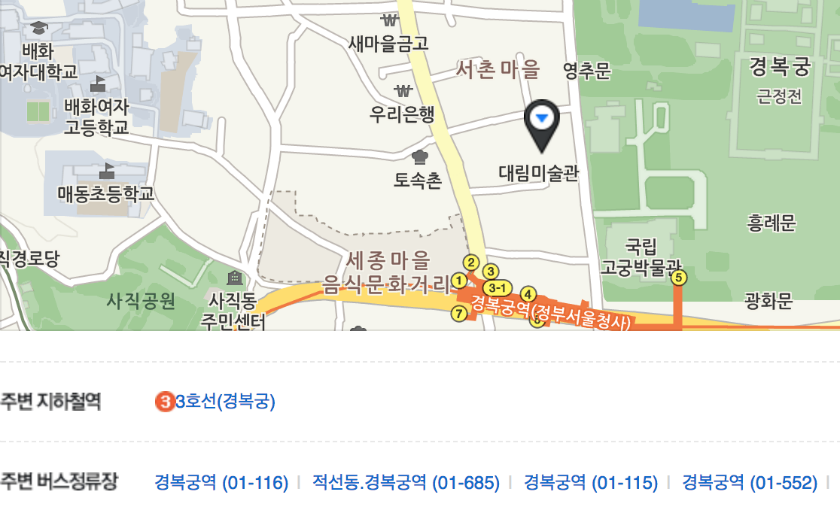 새마을금고
배화
여자대학교
서촌마을
영추문
경복궁
근정전
배화여자
고등학교
우리은행
토속촌
대림미술관
매동초등학교
흥례문
국립
고궁박물관
직경로당
세종마을
음식문화거리
사직공원
사직동
주민센터
광화문
2
3
1
3-1
4
5
7
6
경복궁역(정부서울청사)
주변 지하철역
3 3호선(경복궁)
주변 버스정류장
경복궁역 (01-116) | 적선동.경복궁역 (01-685) | 경복궁역 (01-115) | 경복궁역 (01-552) |